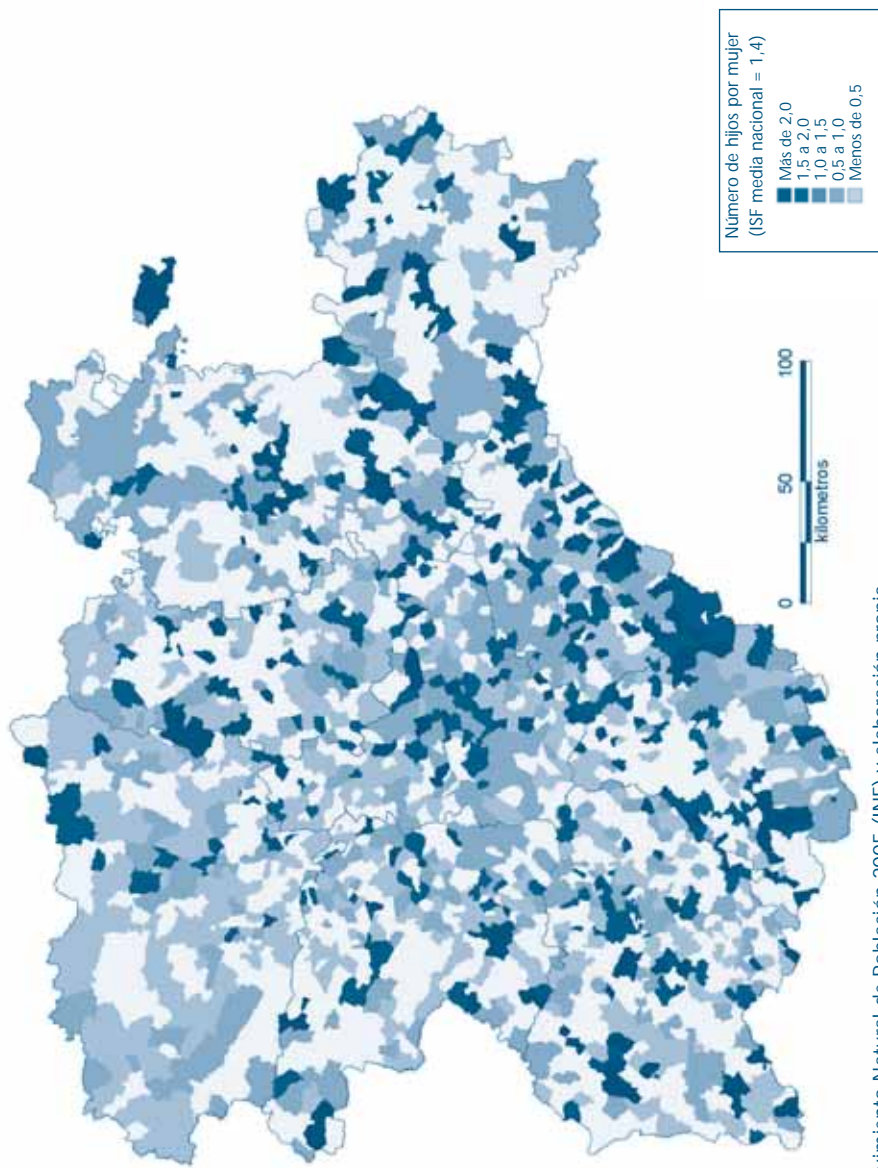 Número de hijos por mujer
(ISF media nacional = 1,4)
Más de 2,0
1,5 a 2,0
1,0 a 1,5
0,5 a 1,0
Menos de 0,5
0 50 100
kilometros
Natural de Población 2005 (INE) y elaboración propia